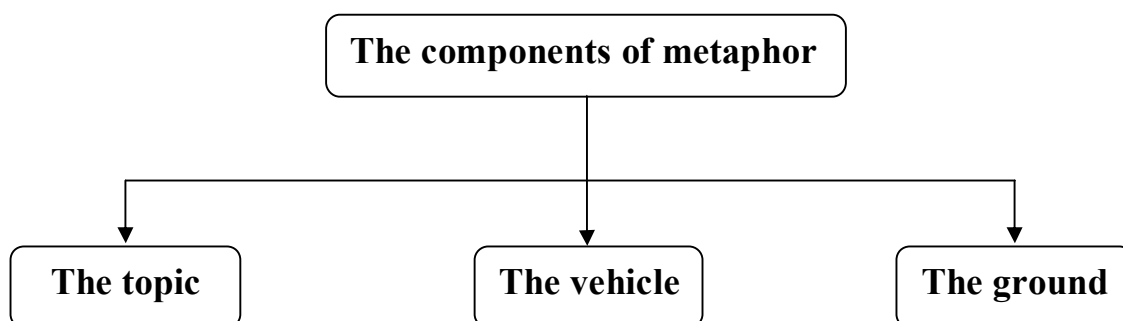 The components of metaphor
The topic
The vehicle
The ground